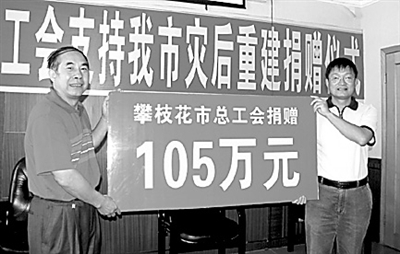 工会支持我市灾后重建捐赠仪式
攀枝花市总工会捐赠
105万元